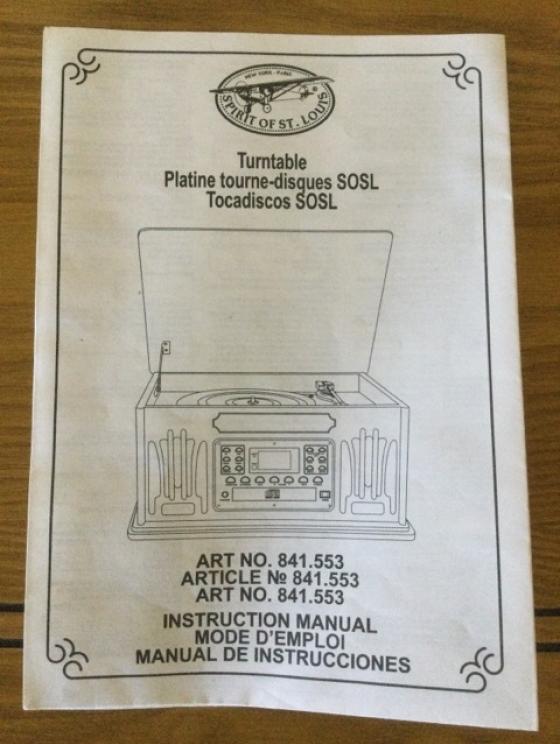 NEW YORK - PARIS
SPIRIT OF ST. LOUIS
Turntable
Platine tourne-disques SOSL
Tocadiscos SOSL
ART NO. 841.553
ARTICLE № 841.553
ART NO. 841.553
INSTRUCTION MANUAL
MODE D'EMPLOI
MANUAL DE INSTRUCCIONES